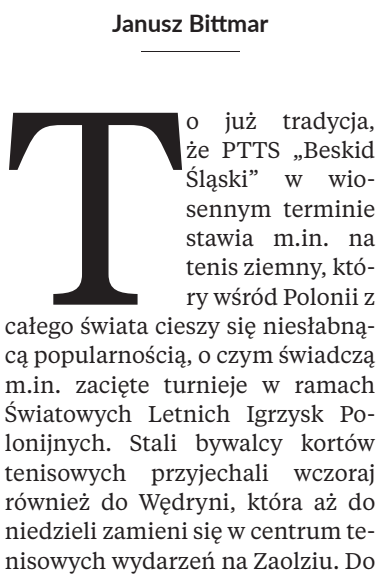 Janusz Bittmar
To już tradycja,
że PTTS „Beskid
Śląski” w wio-
sennym terminie
stawia m.in. na
tenis ziemny, któ-
ry wśród Polonii z
całego świata cieszy się niesłabną-
cą popularnością, o czym świadczą
m.in. zacięte turnieje w ramach
Światowych Letnich Igrzysk Po-
lonijnych. Stali bywalcy kortów
tenisowych przyjechali wczoraj
również do Wędryni, która aż do
niedzieli zamieni się w centrum te-
nisowych wydarzeń na Zaolziu. Do